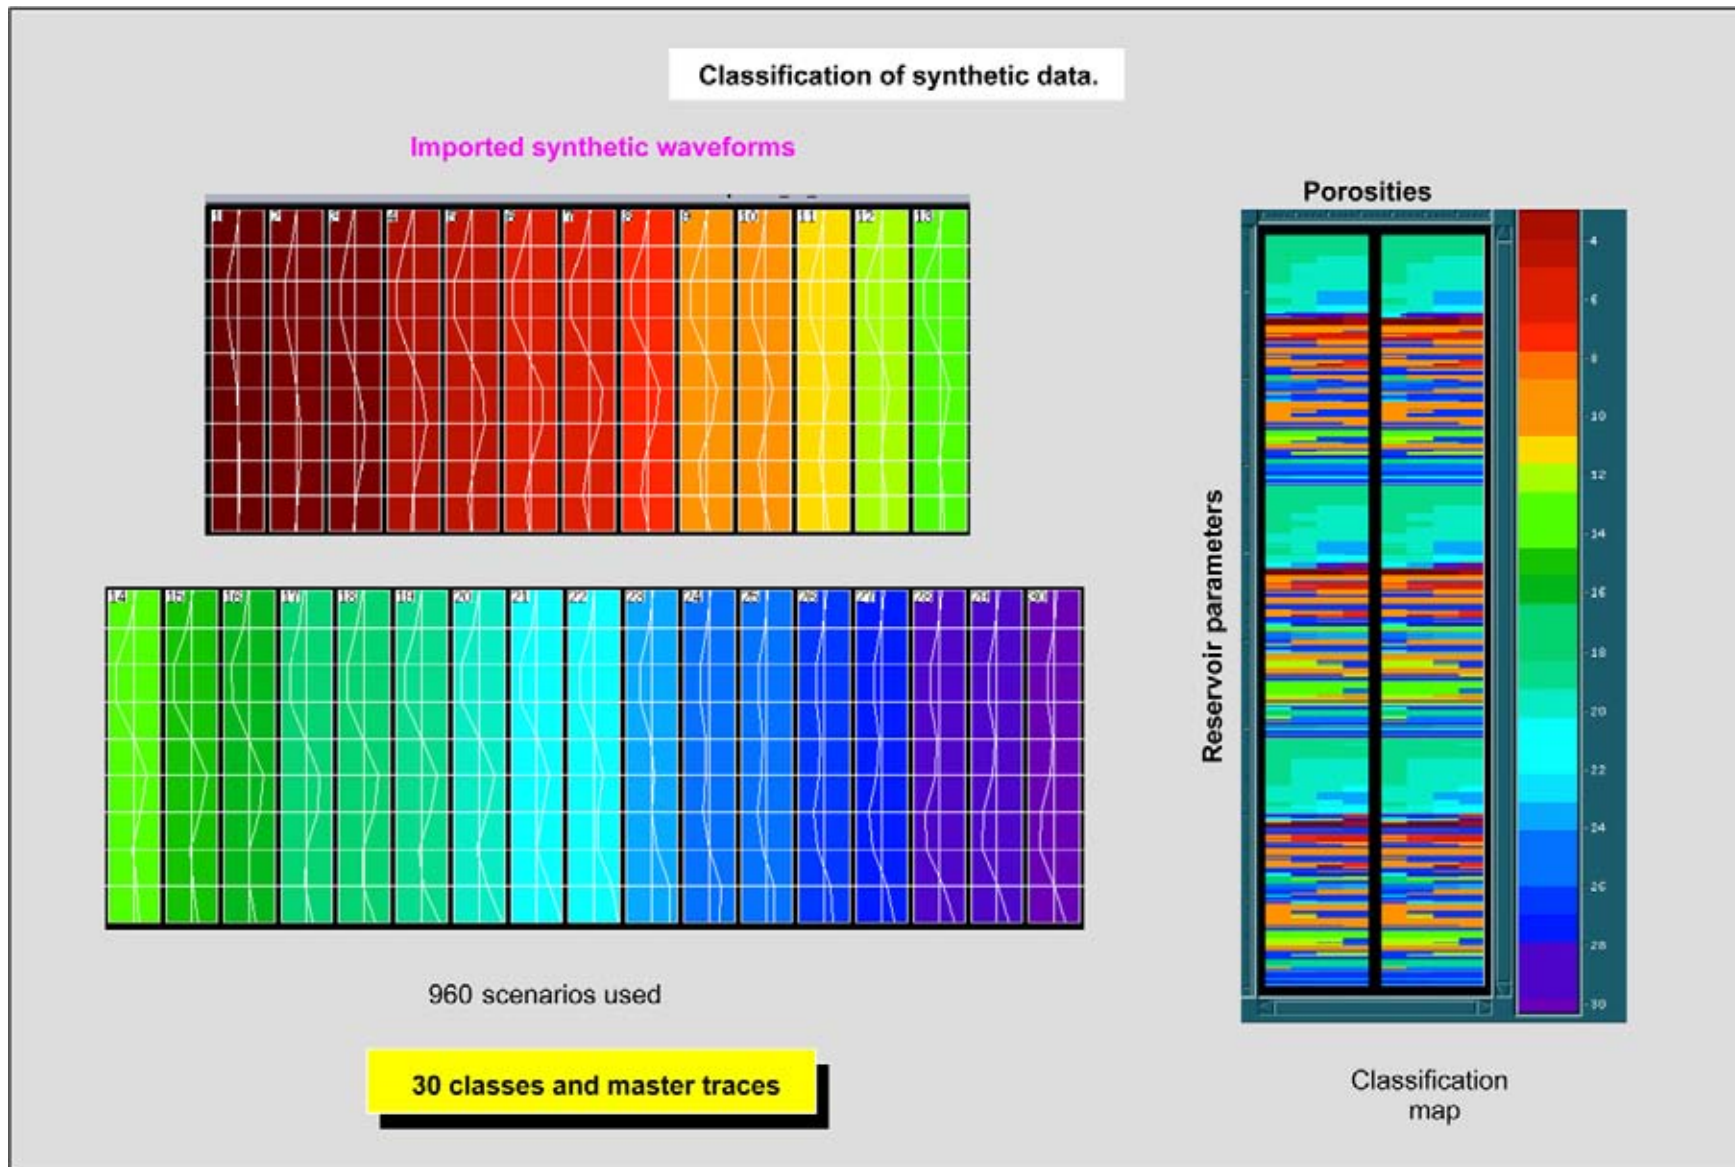 Classification of synthetic data.
Imported synthetic waveforms
1 2 3 4 5 6 7 8 9 10 11 12 13
14 15 16 17 18 19 20 21 22 23 24 25 26 27 28 29 30
960 scenarios used
30 classes and master traces
Porosities
Reservoir parameters
4
6
8
10
12
14
16
18
20
22
24
26
28
30
Classification
map